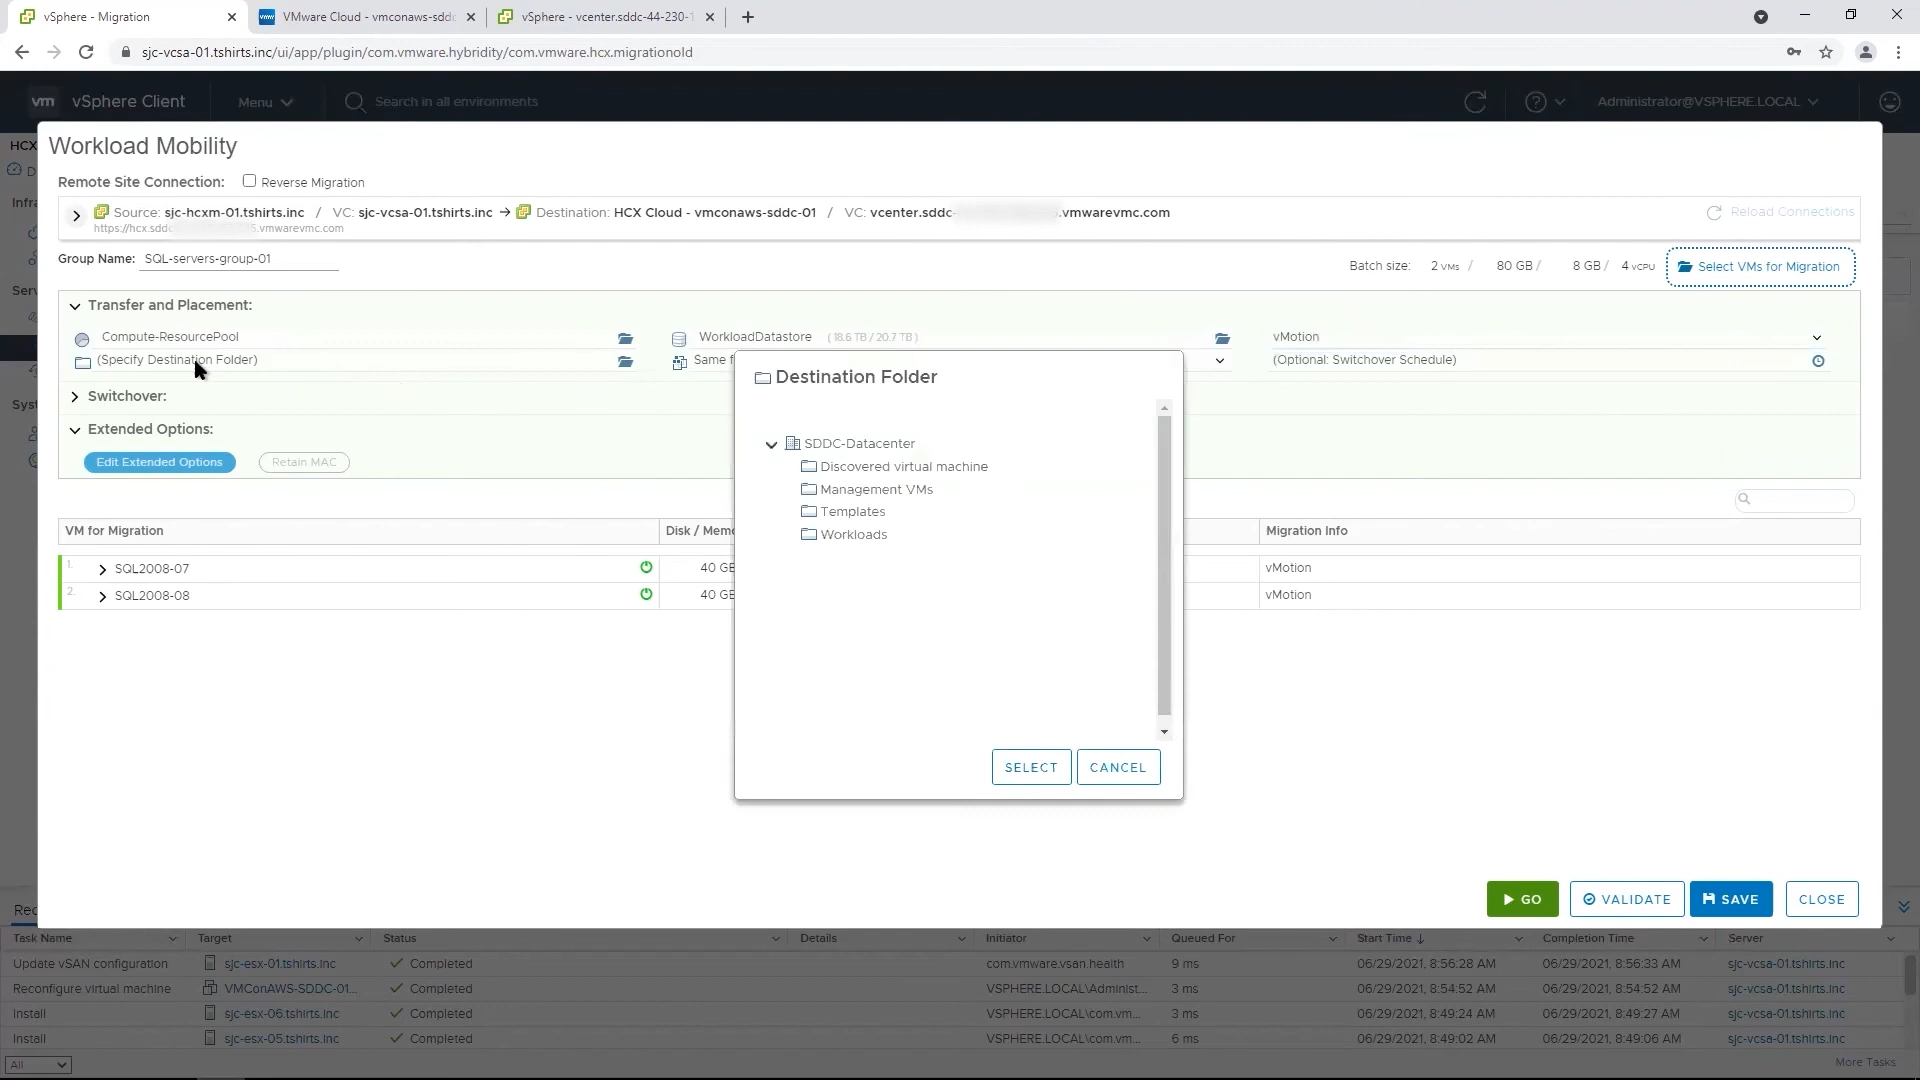 vSphere - Migration
VMware Cloud - vmconaws-sddc
vSphere - vcenter.sddc-44-230-1
sjc-vcsa-01.tshirts.inc/ui/app/plugin/com.vmware.hybridity/com.vmware.hcx.migrationold
vm vSphere Client Menu Search in all environments Administrator@VSPHERE.LOCAL
HCX
Workload Mobility
Remote Site Connection: Reverse Migration
Source: sjc-hcxm-01.tshirts.inc / VC: sjc-vcsa-01.tshirts.inc → Destination: HCX Cloud - vmconaws-sddc-01 / VC: vcenter.sddc- .vmwarevmc.com Reload Connections
https://hcx.sddc .vmwarevmc.com
Group Name: SQL-servers-group-01
Batch size: 2 VMs / 80 GB / 8 GB / 4 vCPU Select VMs for Migration
Transfer and Placement:
Compute-ResourcePool WorkloadDatastore ( 18.6 TB / 20.7 TB ) vMotion
(Specify Destination Folder) Same f (Optional: Switchover Schedule)
Switchover:
Extended Options:
Edit Extended Options Retain MAC
Destination Folder
SDDC-Datacenter
Discovered virtual machine
Management VMs
Templates
Workloads
SELECT CANCEL
VM for Migration Disk / Memo Migration Info
1. SQL2008-07 40 GB vMotion
2. SQL2008-08 40 GB vMotion
GO VALIDATE SAVE CLOSE
Rec
Task Name Target Status Details Initiator Queued For Start Time ↓ Completion Time Server
Update vSAN configuration sjc-esx-01.tshirts.inc Completed com.vmware.vsan.health 9 ms 06/29/2021, 8:56:28 AM 06/29/2021, 8:56:33 AM sjc-vcsa-01.tshirts.inc
Reconfigure virtual machine VMConAWS-SDDC-01... Completed VSPHERE.LOCAL\Administ... 3 ms 06/29/2021, 8:54:52 AM 06/29/2021, 8:54:52 AM sjc-vcsa-01.tshirts.inc
Install sjc-esx-06.tshirts.inc Completed VSPHERE.LOCAL\com.vm... 3 ms 06/29/2021, 8:49:24 AM 06/29/2021, 8:49:27 AM sjc-vcsa-01.tshirts.inc
Install sjc-esx-05.tshirts.inc Completed VSPHERE.LOCAL\com.vm... 6 ms 06/29/2021, 8:49:02 AM 06/29/2021, 8:49:06 AM sjc-vcsa-01.tshirts.inc
All More Tasks